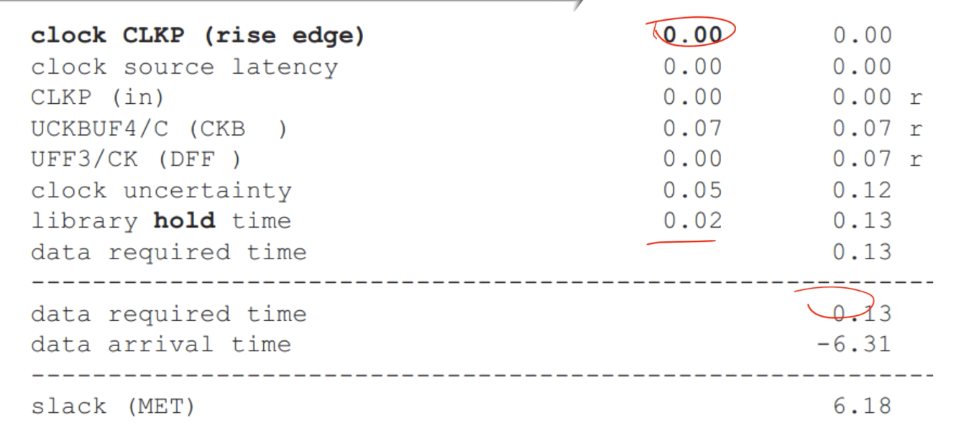 clock CLKP (rise edge) 0.00 0.00
clock source latency 0.00 0.00
CLKP (in) 0.00 0.00 r
UCKBUF4/C (CKB  ) 0.07 0.07 r
UFF3/CK (DFF ) 0.00 0.07 r
clock uncertainty 0.05 0.12
library hold time 0.02 0.13
data required time 0.13
data required time 0.13
data arrival time -6.31
slack (MET) 6.18